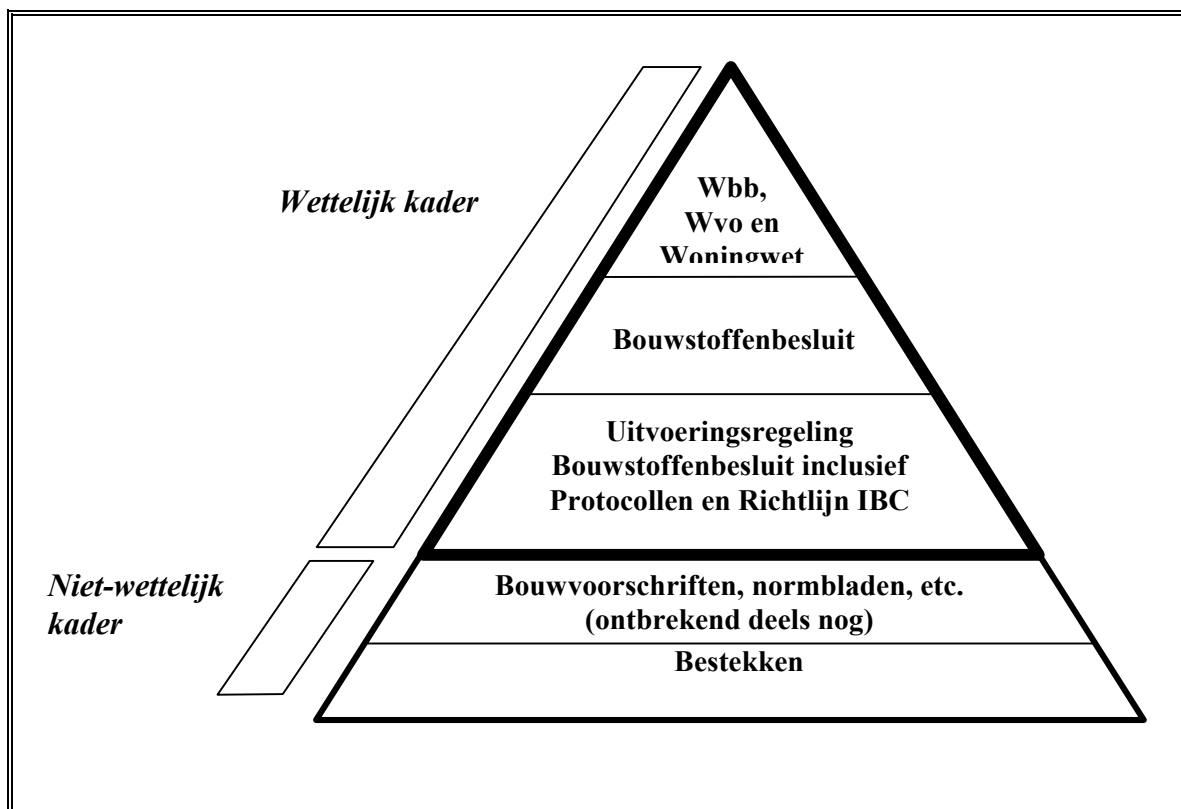 Wettelijk kader
Wbb,
Wvo en
Woningwet
Bouwstoffenbesluit
Uitvoeringsregeling
Bouwstoffenbesluit inclusief
Protocollen en Richtlijn IBC
Niet-wettelijk
kader
Bouwvoorschriften, normbladen, etc.
(ontbrekend deels nog)
Bestekken